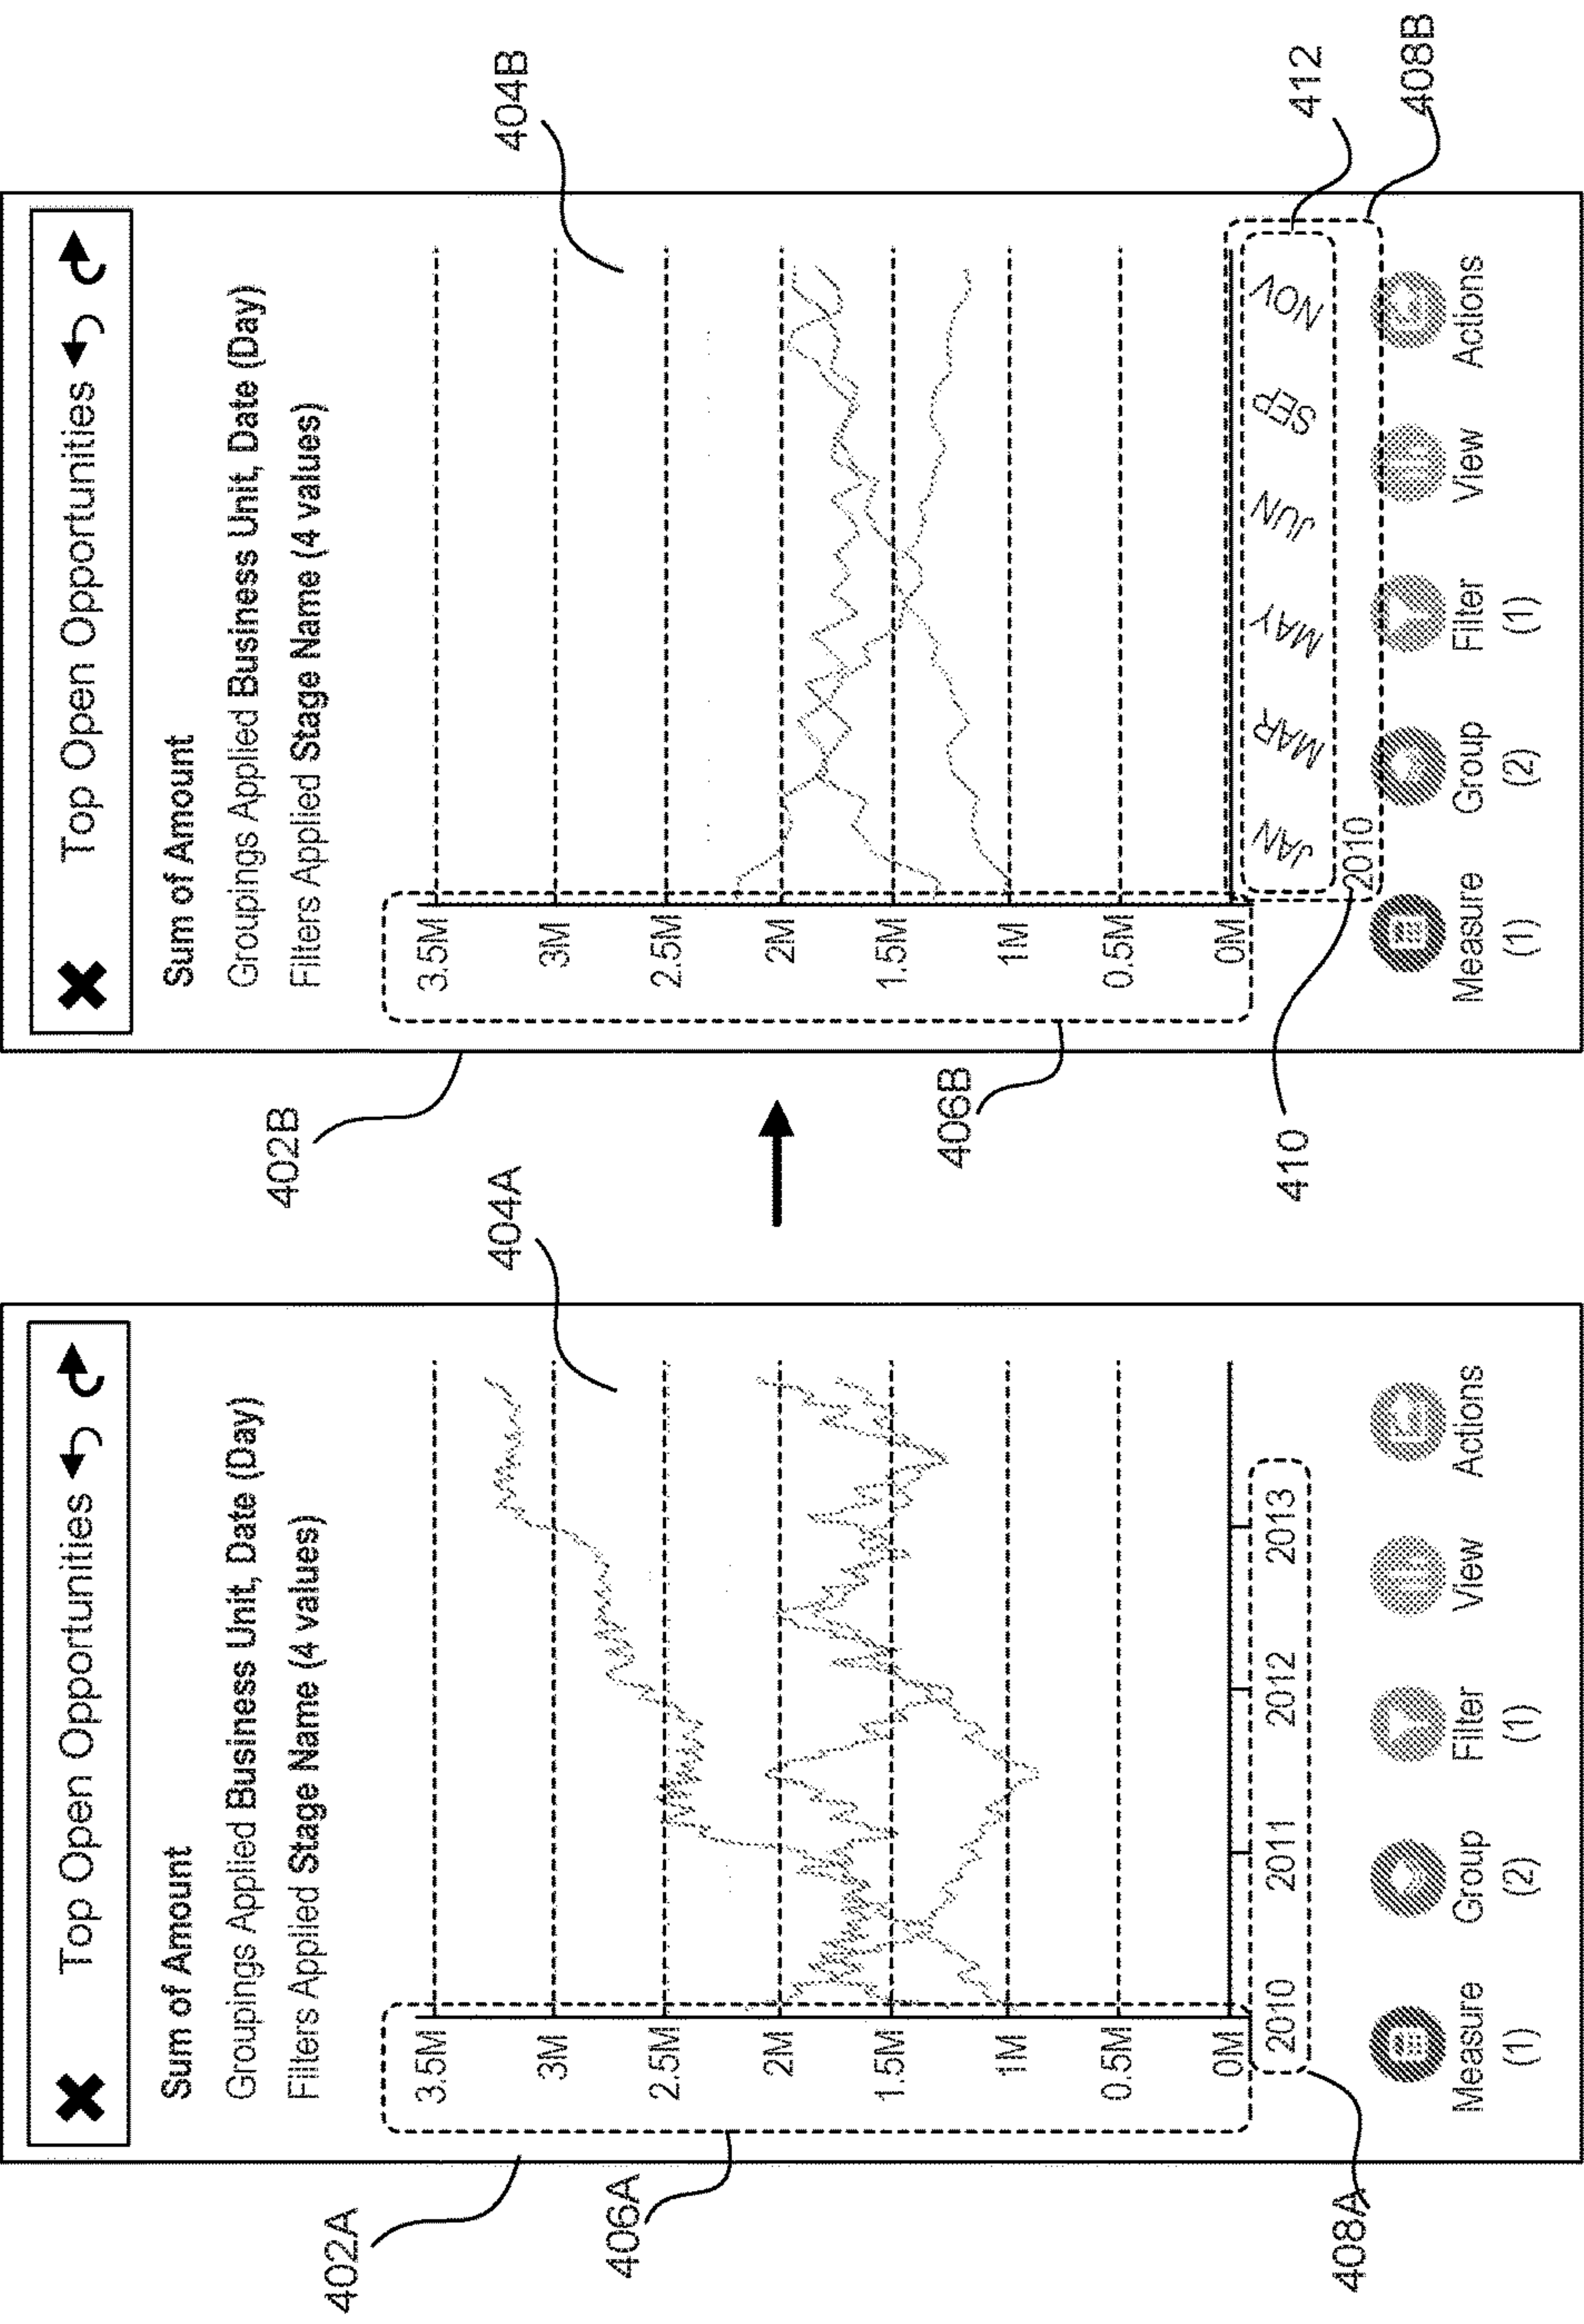 402A
Top Open Opportunities
Sum of Amount
Groupings Applied Business Unit, Date (Day)
Filters Applied Stage Name (4 values)
404A
3.5M
3M
2.5M
2M
1.5M
1M
0.5M
0M
406A
2010 2011 2012 2013
408A
Measure Group Filter View Actions
(1) (2) (1)
402B
Top Open Opportunities
Sum of Amount
Groupings Applied Business Unit, Date (Day)
Filters Applied Stage Name (4 values)
404B
3.5M
3M
2.5M
2M
1.5M
1M
0.5M
0M
406B
JAN MAR MAY JUN SEP NOV
412
2010
410
408B
Measure Group Filter View Actions
(1) (2) (1)